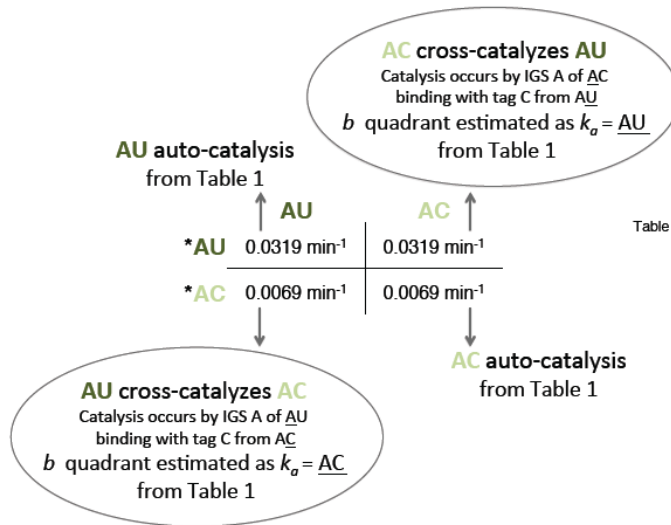 AC cross-catalyzes AU
Catalysis occurs by IGS A of AC
binding with tag C from AU
b quadrant estimated as ka = AU
from Table 1
AU auto-catalysis
from Table 1
AU AC
Table
*AU 0.0319 min-1 0.0319 min-1
*AC 0.0069 min-1 0.0069 min-1
AC auto-catalysis
from Table 1
AU cross-catalyzes AC
Catalysis occurs by IGS A of AU
binding with tag C from AC
b quadrant estimated as ka = AC
from Table 1